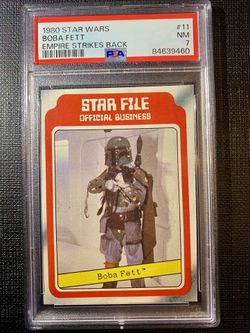 1980 STAR WARS #11
BOBA FETT NM
EMPIRE STRIKES BACK PSA 7
84639460
STAR FILE
OFFICIAL BUSINESS
Boba Fett™